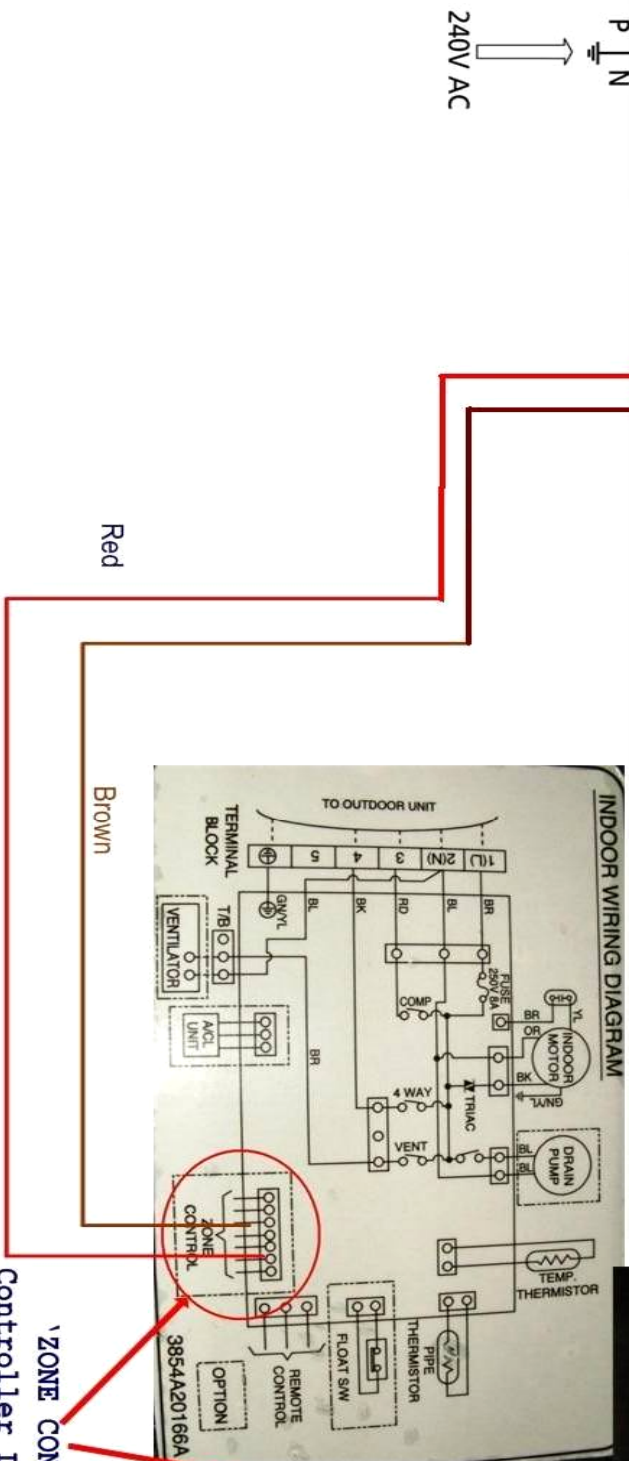 240V AC
P
N
Red
Brown
INDOOR WIRING DIAGRAM
TO OUTDOOR UNIT
TERMINAL
BLOCK
5
4
3
2(N)
1(L)
GN/YL
BL
BK
RD
BL
BR
T/B
VENTILATOR
A/CL
UNIT
BR
FUSE
250V 8A
COMP
4 WAY
VENT
TRIAC
YL
BR
OR
BK
GN/YL
INDOOR
MOTOR
BL
BL
DRAIN
PUMP
TEMP.
THERMISTOR
PIPE
THERMISTOR
FLOAT S/W
REMOTE
CONTROL
ZONE
CONTROL
OPTION
3854A20166A
'ZONE CON
Controller I